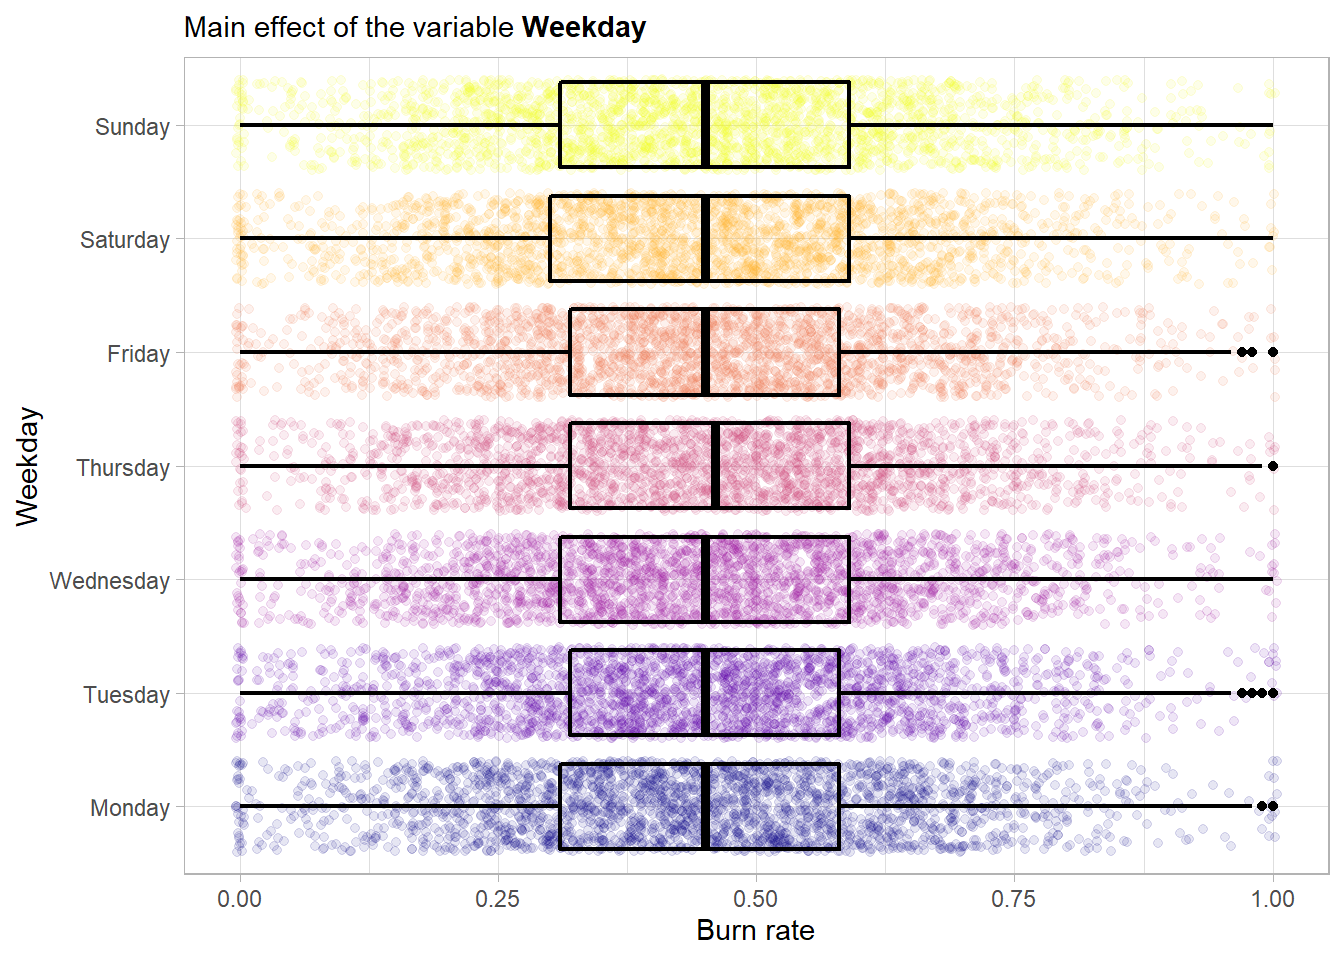 Main effect of the variable Weekday
Weekday
Sunday
Saturday
Friday
Thursday
Wednesday
Tuesday
Monday
0.00 0.25 0.50 0.75 1.00
Burn rate